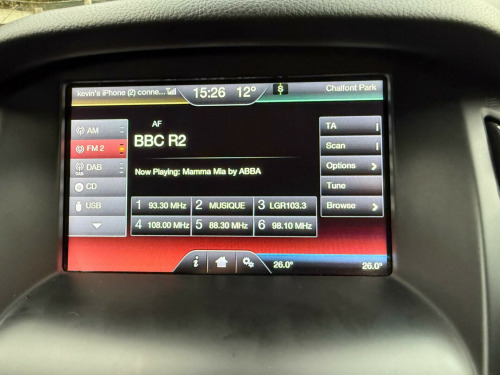 kevin's iPhone (2) conne... 15:26 12° Chalfont Park
AM
FM 2
DAB
DAB
CD
USB
AF
BBC R2
Now Playing: Mamma Mia by ABBA
TA
Scan
Options
Tune
Browse
1 93.30 MHz 2 MUSIQUE 3 LGR103.3
4 108.00 MHz 5 88.30 MHz 6 98.10 MHz
i
26.0° 26.0°